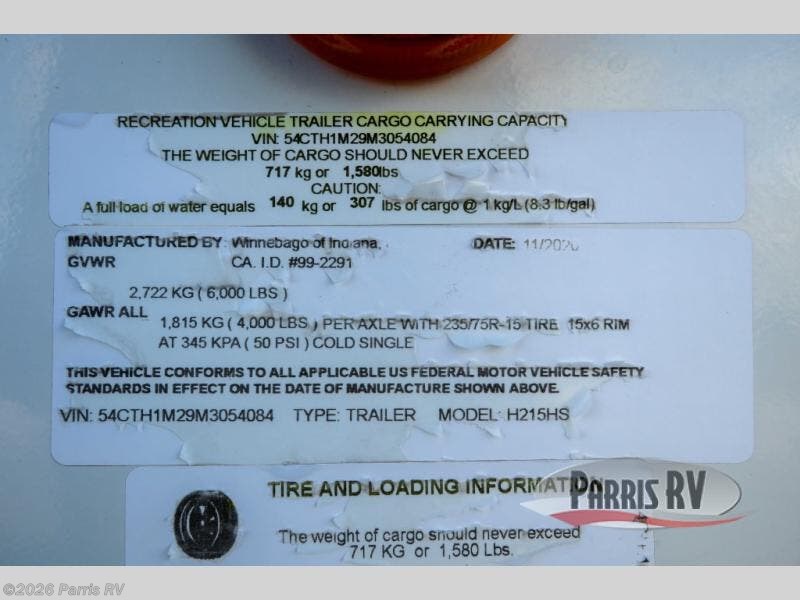 RECREATION VEHICLE TRAILER CARGO CARRYING CAPACITY
VIN: 54CTH1M29M3054084
THE WEIGHT OF CARGO SHOULD NEVER EXCEED
717 kg or 1,580lbs
CAUTION:
A full load of water equals 140 kg or 307 lbs of cargo @ 1 kg/L (8.3 lb/gal)
MANUFACTURED BY: Winnebago of Indiana, DATE: 11/2020
GVWR CA. I.D. #99-2291
2,722 KG ( 6,000 LBS )
GAWR ALL
1,815 KG ( 4,000 LBS ) PER AXLE WITH 235/75R-15 TIRE 15x6 RIM
AT 345 KPA ( 50 PSI ) COLD SINGLE
THIS VEHICLE CONFORMS TO ALL APPLICABLE US FEDERAL MOTOR VEHICLE SAFETY
STANDARDS IN EFFECT ON THE DATE OF MANUFACTURE SHOWN ABOVE.
VIN: 54CTH1M29M3054084 TYPE: TRAILER MODEL: H215HS
TIRE AND LOADING INFORMATION
PARRIS RV
The weight of cargo should never exceed
717 KG or 1,580 Lbs.
©2026 Parris RV